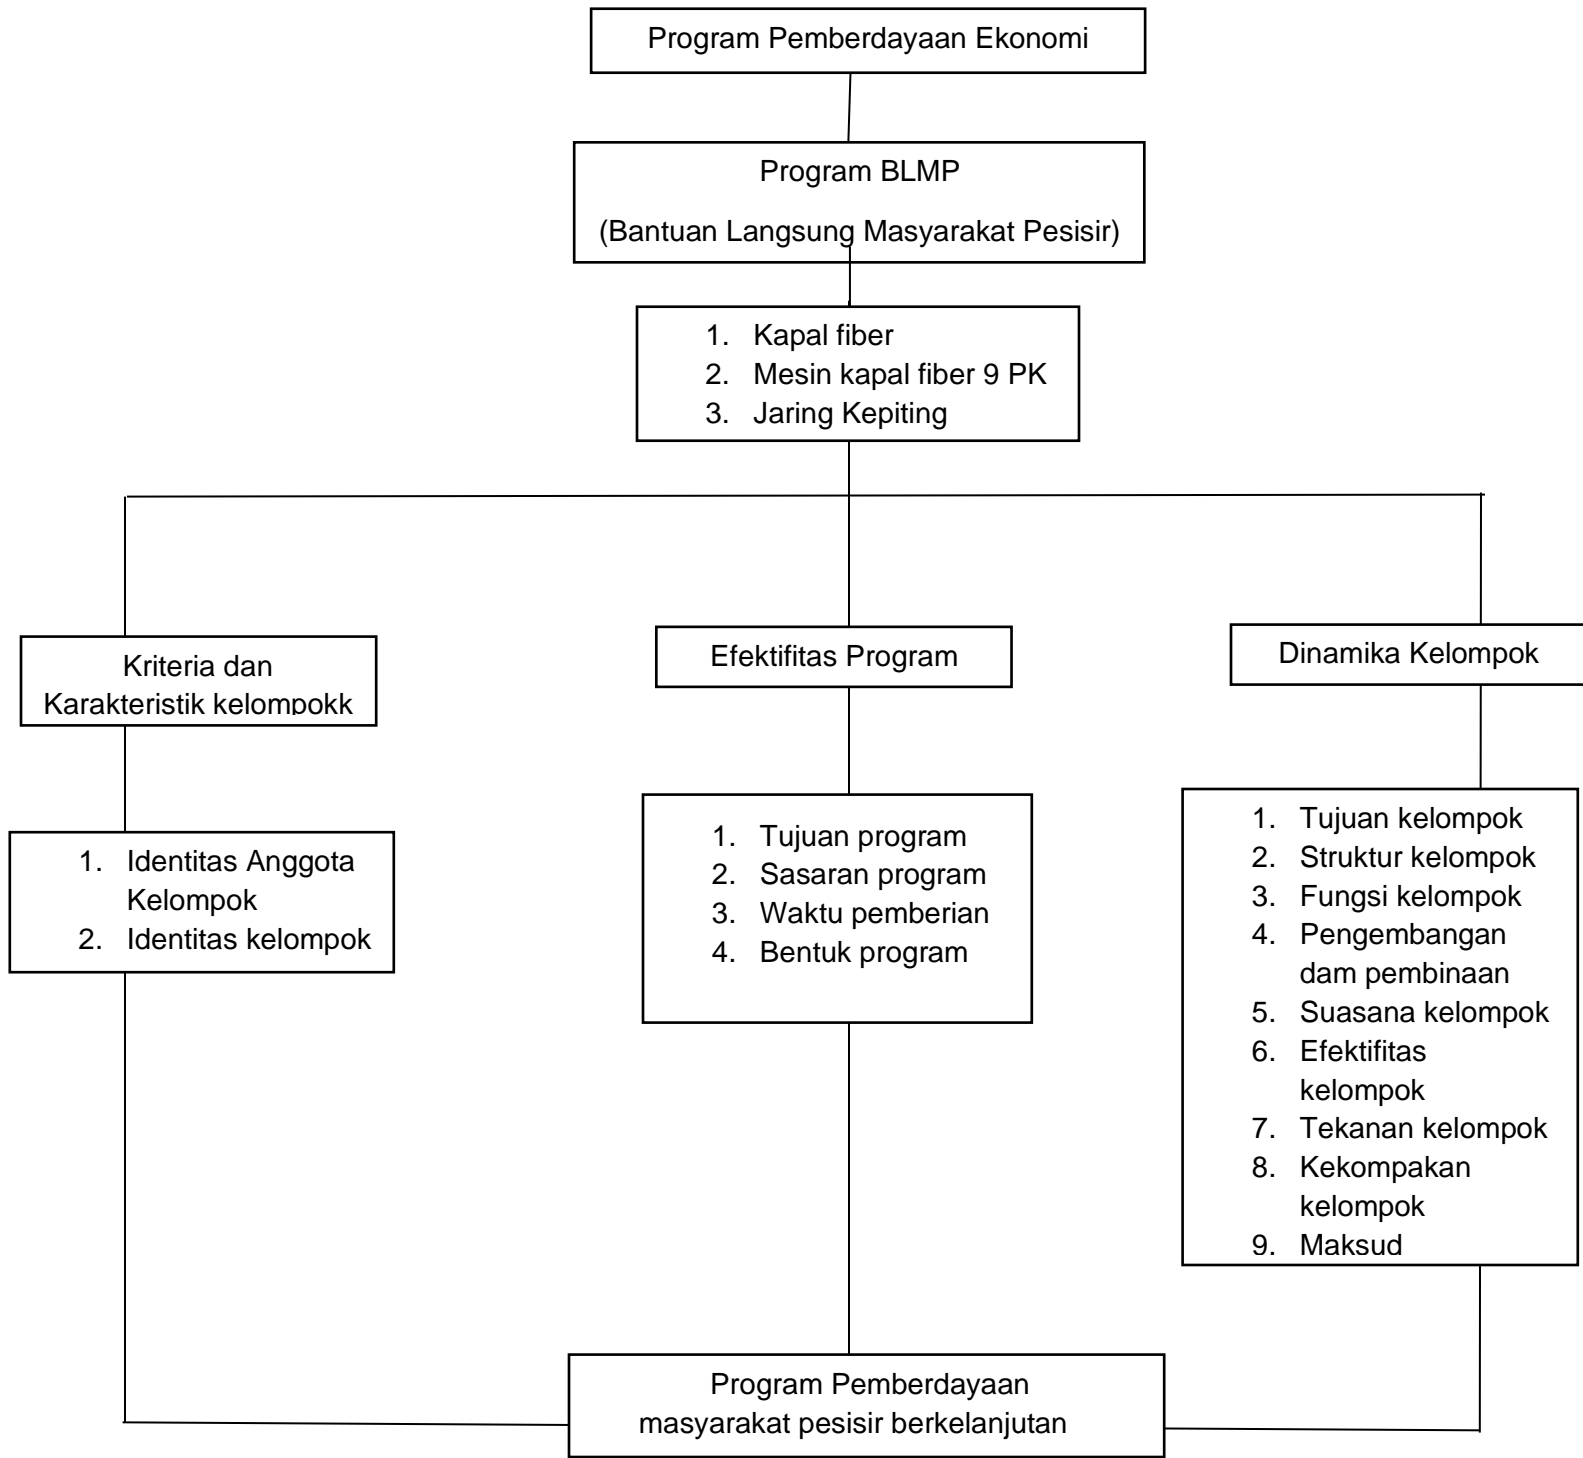 Program Pemberdayaan Ekonomi
Program BLMP
(Bantuan Langsung Masyarakat Pesisir)
1. Kapal fiber
2. Mesin kapal fiber 9 PK
3. Jaring Kepiting
Kriteria dan
Karakteristik kelompokk
Efektifitas Program
Dinamika Kelompok
1. Identitas Anggota
Kelompok
2. Identitas kelompok
1. Tujuan program
2. Sasaran program
3. Waktu pemberian
4. Bentuk program
1. Tujuan kelompok
2. Struktur kelompok
3. Fungsi kelompok
4. Pengembangan
dam pembinaan
5. Suasana kelompok
6. Efektifitas
kelompok
7. Tekanan kelompok
8. Kekompakan
kelompok
9. Maksud
Program Pemberdayaan
masyarakat pesisir berkelanjutan